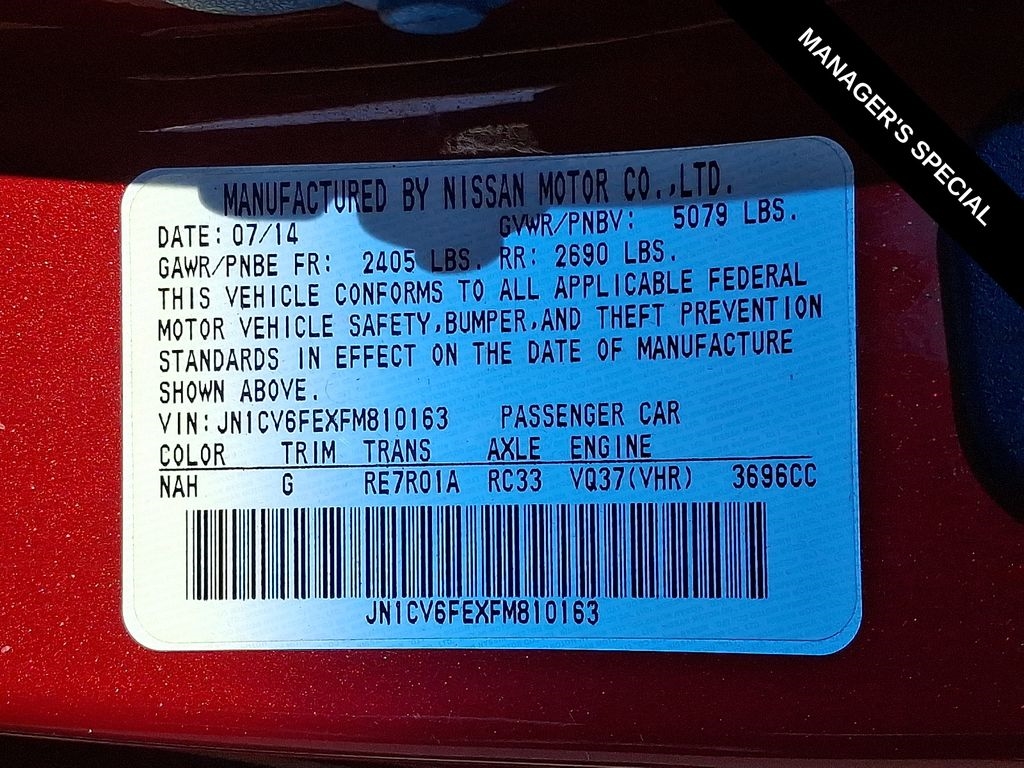 MANAGER'S SPECIAL
MANUFACTURED BY NISSAN MOTOR CO.,LTD.
DATE: 07/14 GVWR/PNBV: 5079 LBS.
GAWR/PNBE FR: 2405 LBS. RR: 2690 LBS.
THIS VEHICLE CONFORMS TO ALL APPLICABLE FEDERAL
MOTOR VEHICLE SAFETY,BUMPER,AND THEFT PREVENTION
STANDARDS IN EFFECT ON THE DATE OF MANUFACTURE
SHOWN ABOVE.
VIN:JN1CV6FEXFM810163 PASSENGER CAR
COLOR TRIM TRANS AXLE ENGINE
NAH G RE7R01A RC33 VQ37(VHR) 3696CC
JN1CV6FEXFM810163